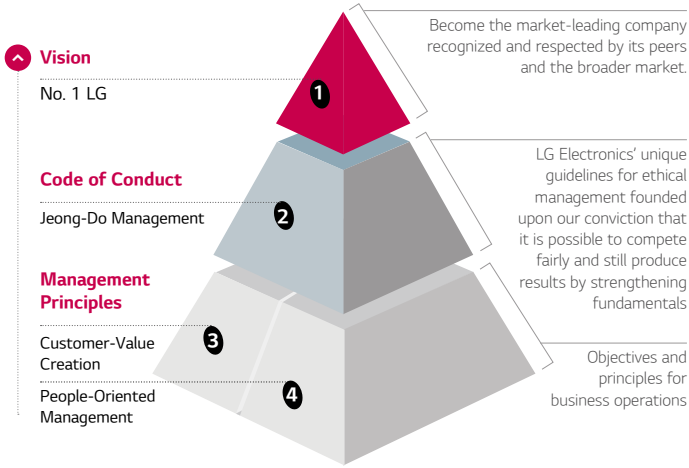 Vision
No. 1 LG
1
Become the market-leading company
recognized and respected by its peers
and the broader market.
Code of Conduct
Jeong-Do Management
2
LG Electronics’ unique
guidelines for ethical
management founded
upon our conviction that
it is possible to compete
fairly and still produce
results by strengthening
fundamentals
Management
Principles
Customer-Value
Creation
3
People-Oriented
Management
4
Objectives and
principles for
business operations